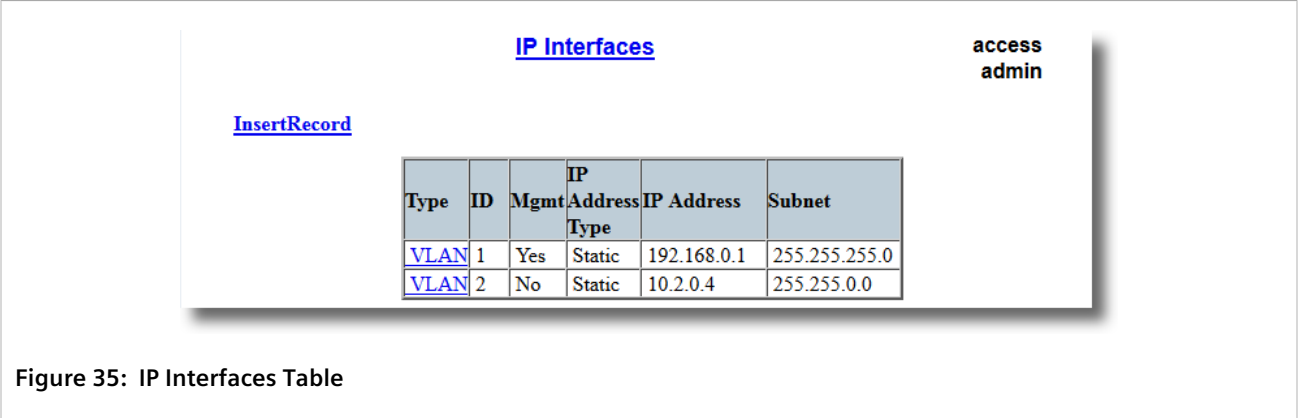 IP Interfaces
access
admin
InsertRecord
Type ID Mgmt IP Address Type IP Address Subnet
VLAN 1 Yes Static 192.168.0.1 255.255.255.0
VLAN 2 No Static 10.2.0.4 255.255.0.0
Figure 35: IP Interfaces Table